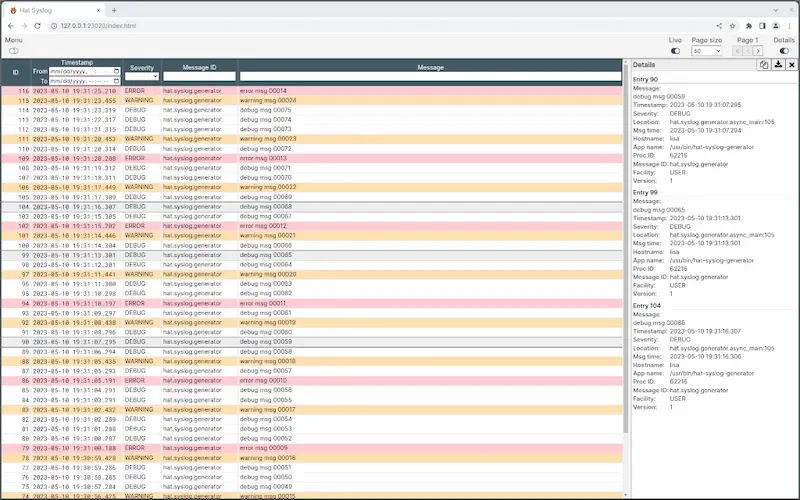 Hat Syslog
127.0.0.1:23020/index.html
Menu
Live Page size Page 1 Details
50
ID Timestamp Severity Message ID Message
From mm/dd/yyyy, --:--
To mm/dd/yyyy, --:-- --
116 2023-05-10 19:31:25.210 ERROR hat.syslog.generator error msg 00014
115 2023-05-10 19:31:23.455 WARNING hat.syslog.generator warning msg 00024
114 2023-05-10 19:31:23.319 DEBUG hat.syslog.generator debug msg 00075
113 2023-05-10 19:31:22.317 DEBUG hat.syslog.generator debug msg 00074
112 2023-05-10 19:31:21.315 DEBUG hat.syslog.generator debug msg 00073
111 2023-05-10 19:31:20.453 WARNING hat.syslog.generator warning msg 00023
110 2023-05-10 19:31:20.314 DEBUG hat.syslog.generator debug msg 00072
109 2023-05-10 19:31:20.208 ERROR hat.syslog.generator error msg 00013
108 2023-05-10 19:31:19.312 DEBUG hat.syslog.generator debug msg 00071
107 2023-05-10 19:31:18.311 DEBUG hat.syslog.generator debug msg 00070
106 2023-05-10 19:31:17.449 WARNING hat.syslog.generator warning msg 00022
105 2023-05-10 19:31:17.309 DEBUG hat.syslog.generator debug msg 00069
104 2023-05-10 19:31:16.307 DEBUG hat.syslog.generator debug msg 00068
103 2023-05-10 19:31:15.305 DEBUG hat.syslog.generator debug msg 00067
102 2023-05-10 19:31:15.202 ERROR hat.syslog.generator error msg 00012
101 2023-05-10 19:31:14.446 WARNING hat.syslog.generator warning msg 00021
100 2023-05-10 19:31:14.304 DEBUG hat.syslog.generator debug msg 00066
99 2023-05-10 19:31:13.301 DEBUG hat.syslog.generator debug msg 00065
98 2023-05-10 19:31:12.301 DEBUG hat.syslog.generator debug msg 00064
97 2023-05-10 19:31:11.441 WARNING hat.syslog.generator warning msg 00020
96 2023-05-10 19:31:11.300 DEBUG hat.syslog.generator debug msg 00063
95 2023-05-10 19:31:10.298 DEBUG hat.syslog.generator debug msg 00062
94 2023-05-10 19:31:10.197 ERROR hat.syslog.generator error msg 00011
93 2023-05-10 19:31:09.297 DEBUG hat.syslog.generator debug msg 00061
92 2023-05-10 19:31:08.438 WARNING hat.syslog.generator warning msg 00019
91 2023-05-10 19:31:08.296 DEBUG hat.syslog.generator debug msg 00060
90 2023-05-10 19:31:07.295 DEBUG hat.syslog.generator debug msg 00059
89 2023-05-10 19:31:06.294 DEBUG hat.syslog.generator debug msg 00058
88 2023-05-10 19:31:05.435 WARNING hat.syslog.generator warning msg 00018
87 2023-05-10 19:31:05.293 DEBUG hat.syslog.generator debug msg 00057
86 2023-05-10 19:31:05.191 ERROR hat.syslog.generator error msg 00010
85 2023-05-10 19:31:04.291 DEBUG hat.syslog.generator debug msg 00056
84 2023-05-10 19:31:03.291 DEBUG hat.syslog.generator debug msg 00055
83 2023-05-10 19:31:02.432 WARNING hat.syslog.generator warning msg 00017
82 2023-05-10 19:31:02.289 DEBUG hat.syslog.generator debug msg 00054
81 2023-05-10 19:31:01.288 DEBUG hat.syslog.generator debug msg 00053
80 2023-05-10 19:31:00.287 DEBUG hat.syslog.generator debug msg 00052
79 2023-05-10 19:31:00.188 ERROR hat.syslog.generator error msg 00009
78 2023-05-10 19:30:59.428 WARNING hat.syslog.generator warning msg 00016
77 2023-05-10 19:30:59.286 DEBUG hat.syslog.generator debug msg 00051
76 2023-05-10 19:30:58.285 DEBUG hat.syslog.generator debug msg 00050
75 2023-05-10 19:30:57.284 DEBUG hat.syslog.generator debug msg 00049
74 2023-05-10 19:30:56.425 WARNING hat.syslog.generator warning msg 00015
Details
Entry 90
Message:
debug msg 00059
Timestamp: 2023-05-10 19:31:07.295
Severity: DEBUG
Location: hat.syslog.generator.async_main:105
Msg time: 2023-05-10 19:31:07.294
Hostname: lisa
App name: /usr/bin/hat-syslog-generator
Proc ID: 62216
Message ID: hat.syslog.generator
Facility: USER
Version: 1
Entry 99
Message:
debug msg 00065
Timestamp: 2023-05-10 19:31:13.301
Severity: DEBUG
Location: hat.syslog.generator.async_main:105
Msg time: 2023-05-10 19:31:13.301
Hostname: lisa
App name: /usr/bin/hat-syslog-generator
Proc ID: 62216
Message ID: hat.syslog.generator
Facility: USER
Version: 1
Entry 104
Message:
debug msg 00068
Timestamp: 2023-05-10 19:31:16.307
Severity: DEBUG
Location: hat.syslog.generator.async_main:105
Msg time: 2023-05-10 19:31:16.306
Hostname: lisa
App name: /usr/bin/hat-syslog-generator
Proc ID: 62216
Message ID: hat.syslog.generator
Facility: USER
Version: 1